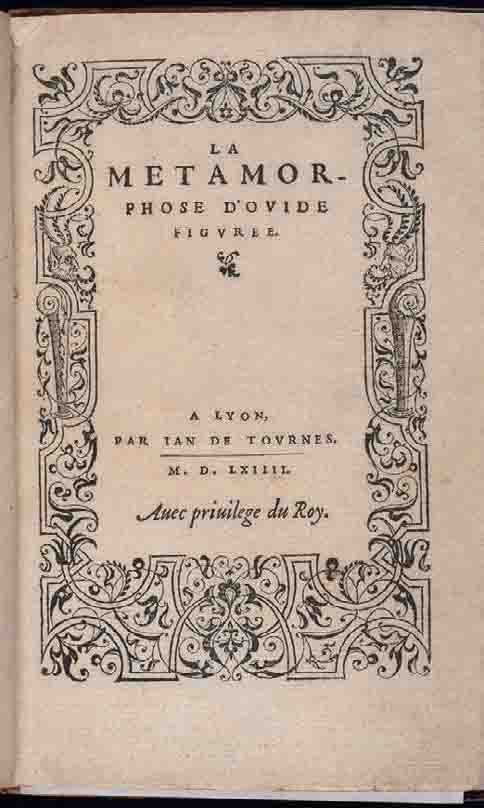 LA
METAMOR-
PHOSE D'OVIDE
FIGVREE.
A LYON,
PAR IAN DE TOVRNES.
M. D. LXIIII.
Auec priuilege du Roy.